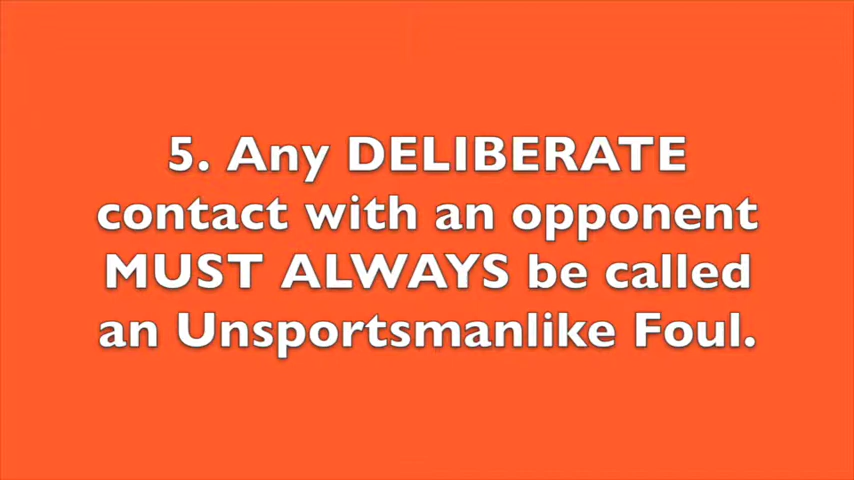 5. Any DELIBERATE
contact with an opponent
MUST ALWAYS be called
an Unsportsmanlike Foul.